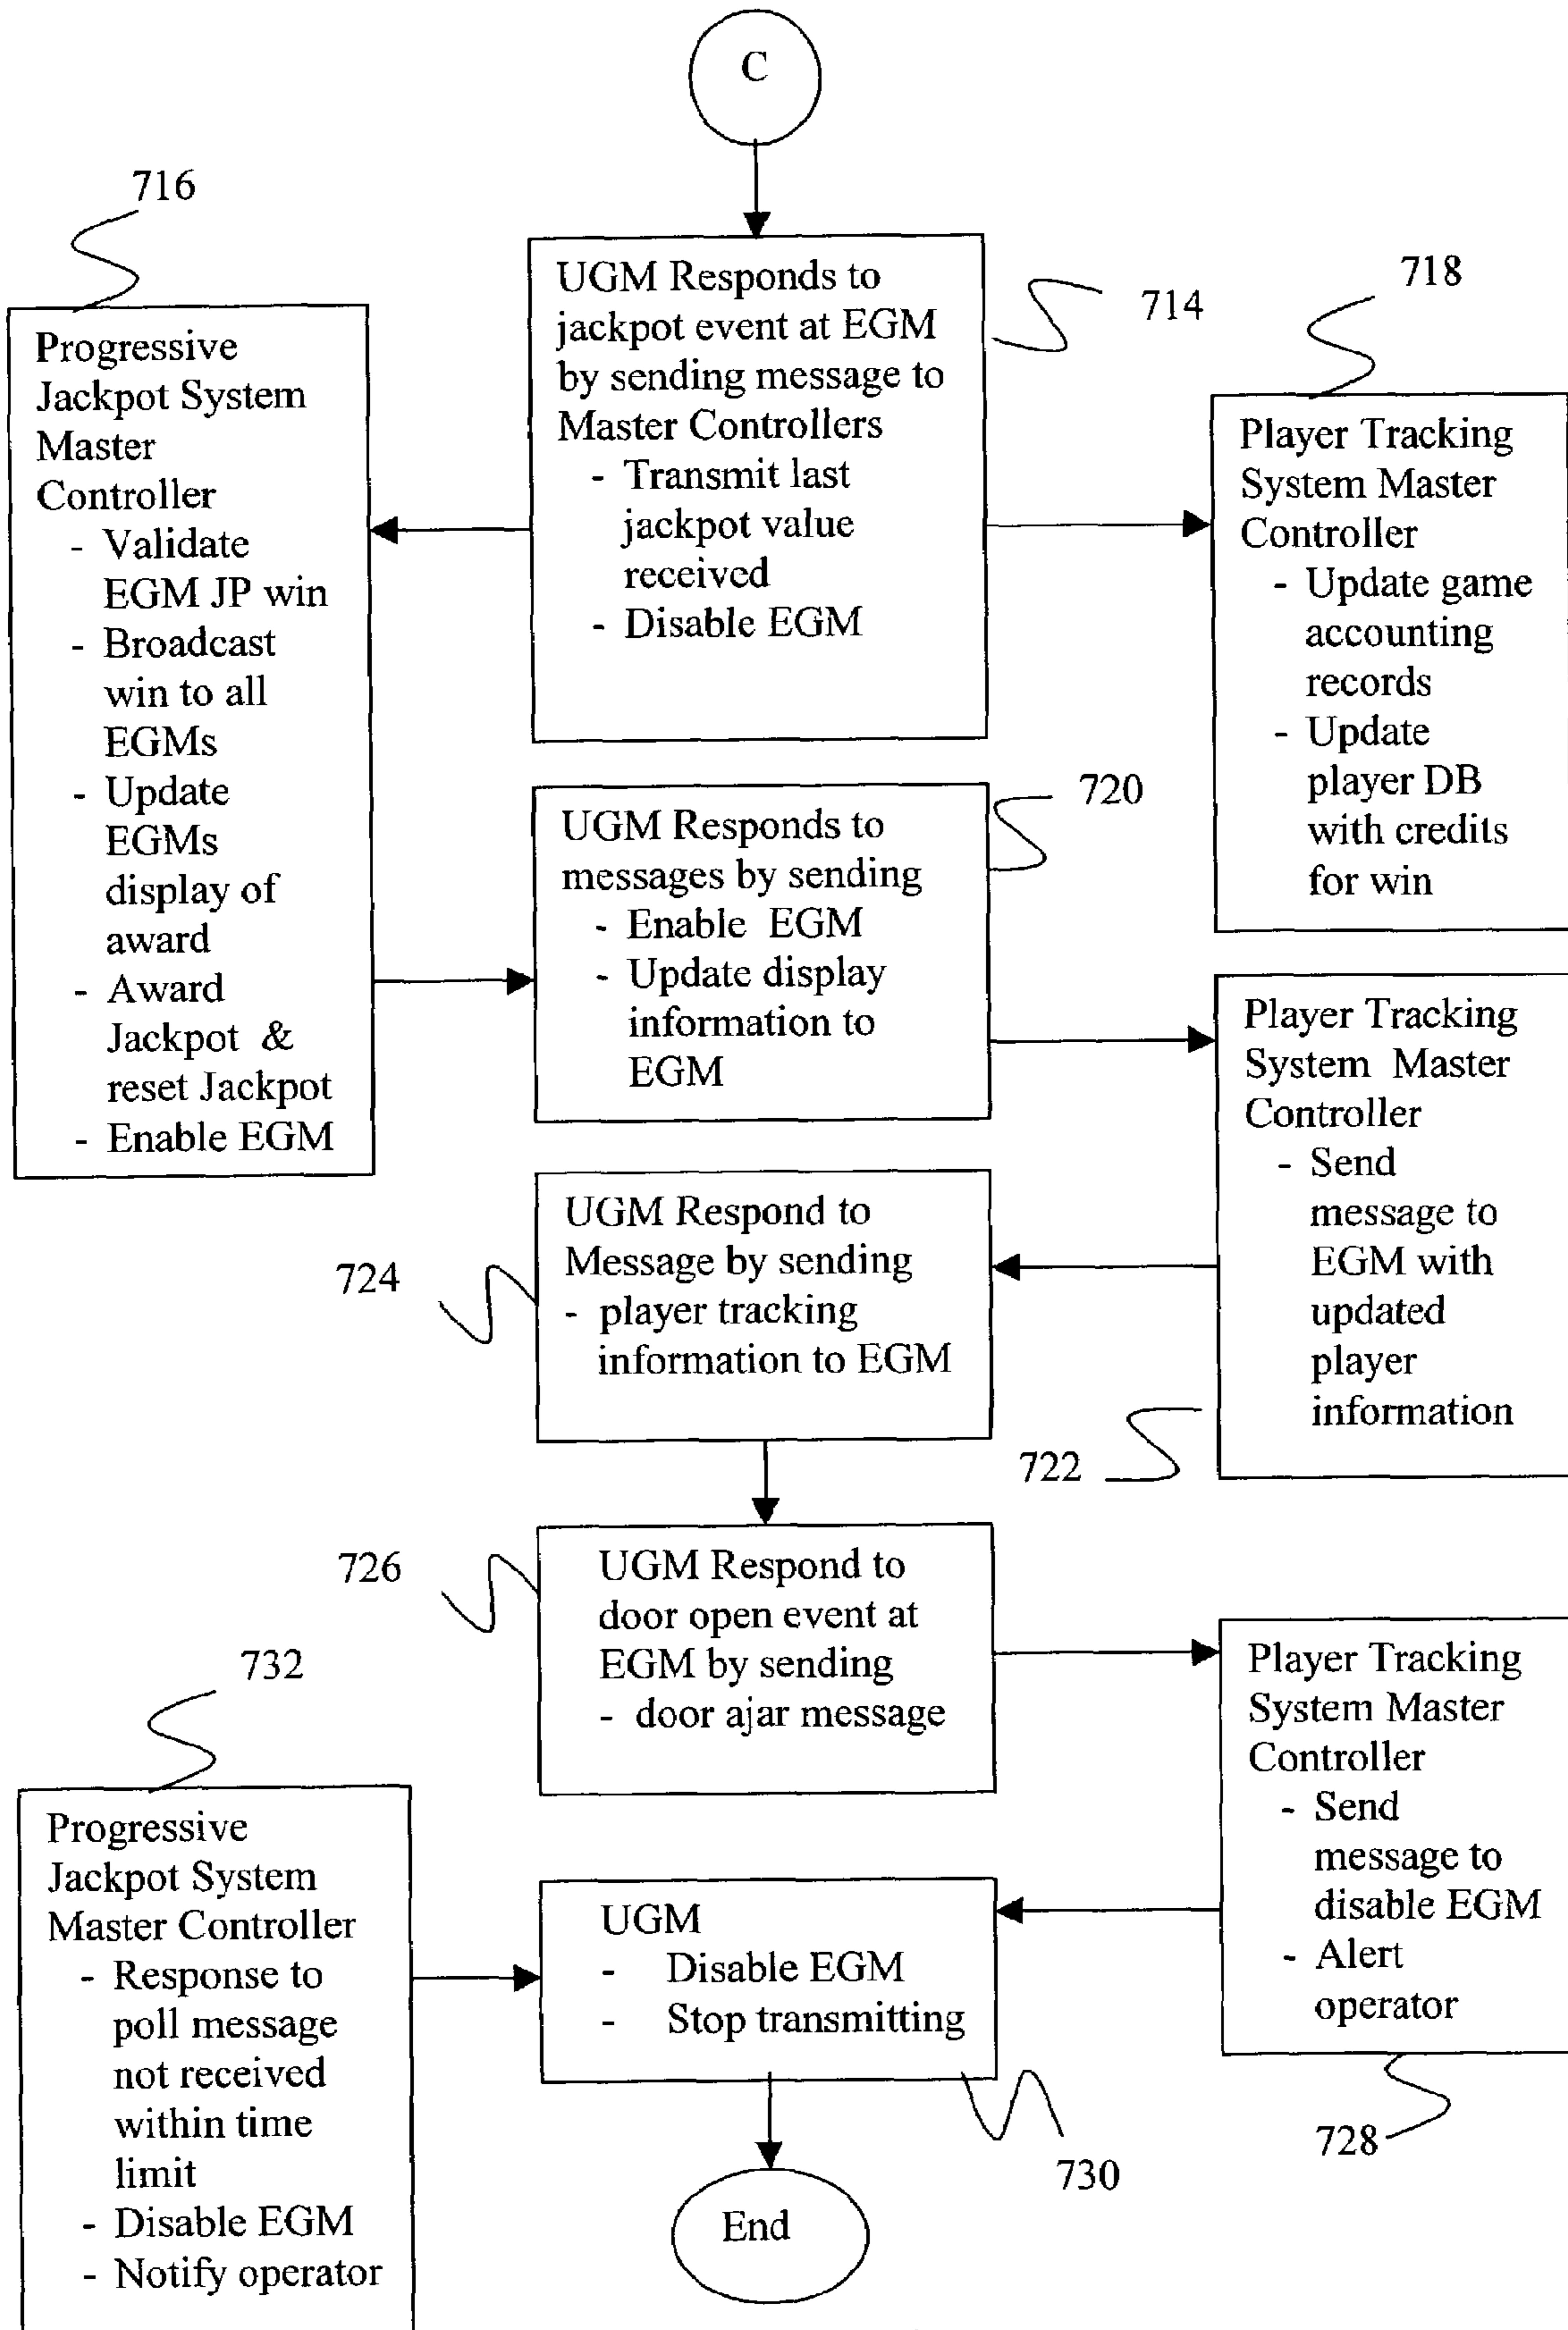 C
716
Progressive
Jackpot System
Master
Controller
- Validate
EGM JP win
- Broadcast
win to all
EGMs
- Update
EGMs
display of
award
- Award
Jackpot &
reset Jackpot
- Enable EGM
UGM Responds to
jackpot event at EGM
by sending message to
Master Controllers
- Transmit last
jackpot value
received
- Disable EGM
714
718
Player Tracking
System Master
Controller
- Update game
accounting
records
- Update
player DB
with credits
for win
720
UGM Responds to
messages by sending
- Enable EGM
- Update display
information to
EGM
Player Tracking
System Master
Controller
- Send
message to
EGM with
updated
player
information
722
724
UGM Respond to
Message by sending
- player tracking
information to EGM
726
UGM Respond to
door open event at
EGM by sending
- door ajar message
Player Tracking
System Master
Controller
- Send
message to
disable EGM
- Alert
operator
728
732
Progressive
Jackpot System
Master Controller
- Response to
poll message
not received
within time
limit
- Disable EGM
- Notify operator
UGM
- Disable EGM
- Stop transmitting
730
End